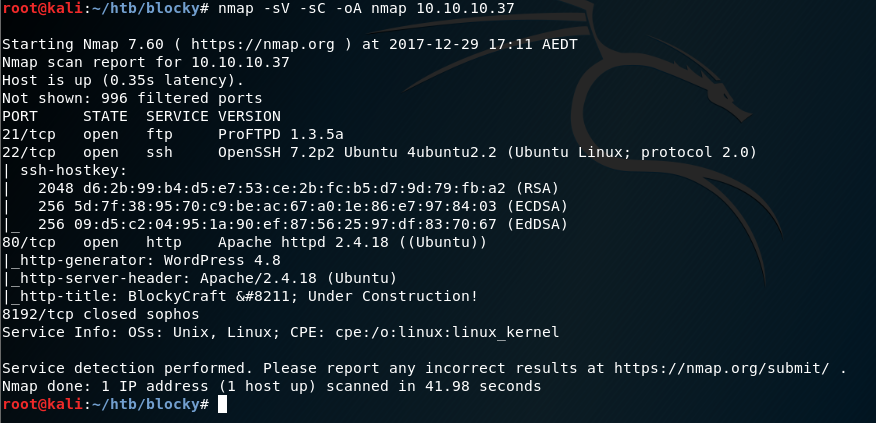 root@kali:~/htb/blocky# nmap -sV -sC -oA nmap 10.10.10.37

Starting Nmap 7.60 ( https://nmap.org ) at 2017-12-29 17:11 AEDT
Nmap scan report for 10.10.10.37
Host is up (0.35s latency).
Not shown: 996 filtered ports
PORT     STATE  SERVICE VERSION
21/tcp   open   ftp     ProFTPD 1.3.5a
22/tcp   open   ssh     OpenSSH 7.2p2 Ubuntu 4ubuntu2.2 (Ubuntu Linux; protocol 2.0)
| ssh-hostkey:
|   2048 d6:2b:99:b4:d5:e7:53:ce:2b:fc:b5:d7:9d:79:fb:a2 (RSA)
|   256 5d:7f:38:95:70:c9:be:ac:67:a0:1e:86:e7:97:84:03 (ECDSA)
|_  256 09:d5:c2:04:95:1a:90:ef:87:56:25:97:df:83:70:67 (EdDSA)
80/tcp   open   http    Apache httpd 2.4.18 ((Ubuntu))
|_http-generator: WordPress 4.8
|_http-server-header: Apache/2.4.18 (Ubuntu)
|_http-title: BlockyCraft &#8211; Under Construction!
8192/tcp closed sophos
Service Info: OSs: Unix, Linux; CPE: cpe:/o:linux:linux_kernel

Service detection performed. Please report any incorrect results at https://nmap.org/submit/ .
Nmap done: 1 IP address (1 host up) scanned in 41.98 seconds
root@kali:~/htb/blocky#